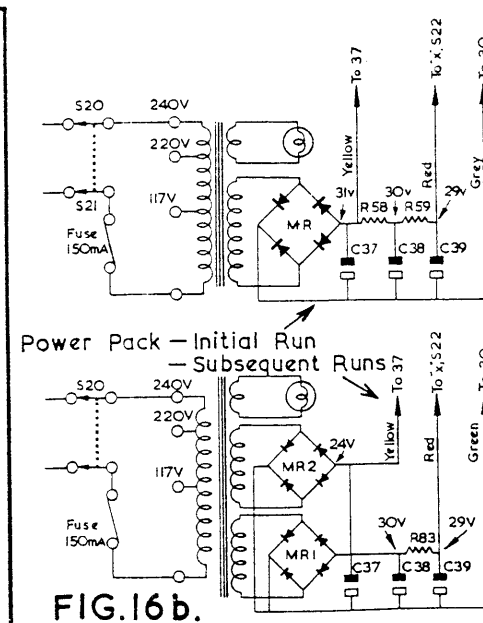 S20
240V
220V
117V
S21
Fuse
150mA
MR
Yellow
To 37
31v
R58
30v
R59
Red
To 'x', S22
29v
Grey
C37
C38
C39
Power Pack — Initial Run
— Subsequent Runs
S20
240V
220V
117V
Fuse
150mA
MR2
24V
Yellow
To 37
MR1
30V
R83
Red
To 'x', S22
29V
Green
C37
C38
C39
FIG.16b.